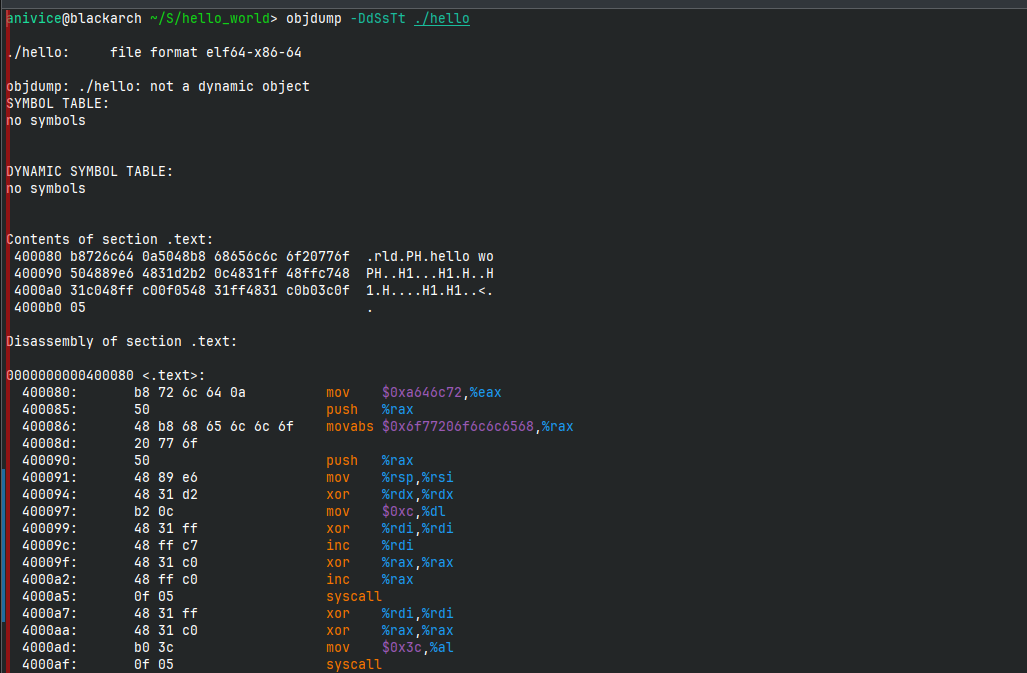 anivice@blackarch ~/S/hello_world> objdump -DdSsTt ./hello
./hello:     file format elf64-x86-64
objdump: ./hello: not a dynamic object
SYMBOL TABLE:
no symbols
DYNAMIC SYMBOL TABLE:
no symbols
Contents of section .text:
 400080 b8726c64 0a5048b8 68656c6c 6f20776f  .rld.PH.hello wo
 400090 504889e6 4831d2b2 0c4831ff 48ffc748  PH..H1...H1.H..H
 4000a0 31c048ff c00f0548 31ff4831 c0b03c0f  1.H....H1.H1..<.
 4000b0 05                                   .
Disassembly of section .text:
0000000000400080 <.text>:
  400080:       b8 72 6c 64 0a          mov    $0xa646c72,%eax
  400085:       50                      push   %rax
  400086:       48 b8 68 65 6c 6c 6f    movabs $0x6f77206f6c6c6568,%rax
  40008d:       20 77 6f
  400090:       50                      push   %rax
  400091:       48 89 e6                mov    %rsp,%rsi
  400094:       48 31 d2                xor    %rdx,%rdx
  400097:       b2 0c                   mov    $0xc,%dl
  400099:       48 31 ff                xor    %rdi,%rdi
  40009c:       48 ff c7                inc    %rdi
  40009f:       48 31 c0                xor    %rax,%rax
  4000a2:       48 ff c0                inc    %rax
  4000a5:       0f 05                   syscall
  4000a7:       48 31 ff                xor    %rdi,%rdi
  4000aa:       48 31 c0                xor    %rax,%rax
  4000ad:       b0 3c                   mov    $0x3c,%al
  4000af:       0f 05                   syscall